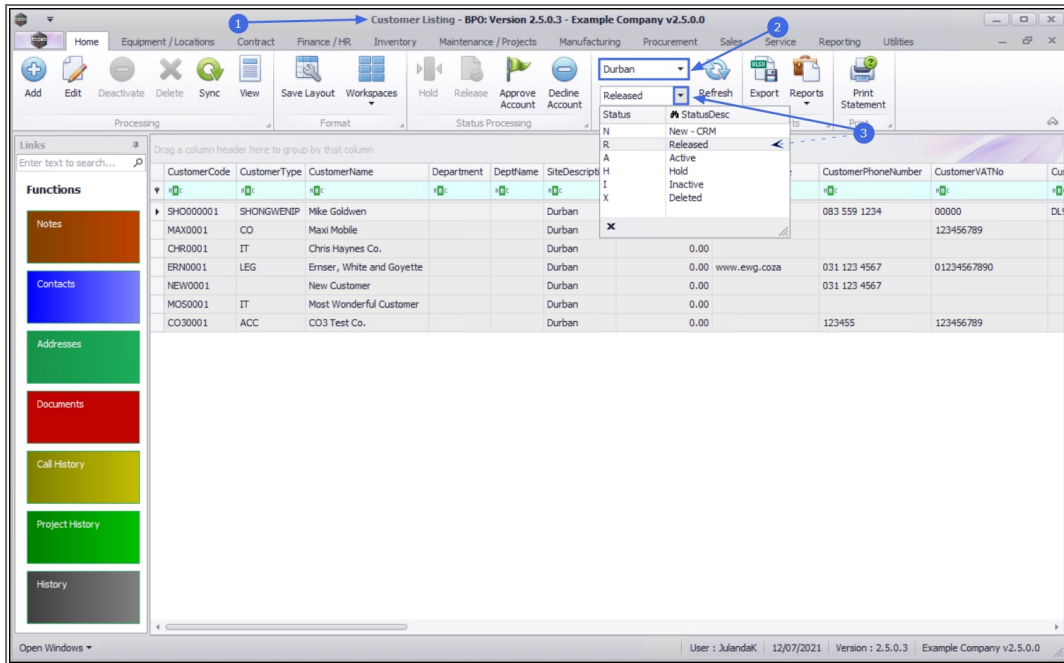 1
2
3
Customer Listing - BPO: Version 2.5.0.3 - Example Company v2.5.0.0
Home Equipment / Locations Contract Finance / HR Inventory Maintenance / Projects Manufacturing Procurement Sales Service Reporting Utilities
Durban
Released
Add Edit Deactivate Delete Sync View Save Layout Workspaces Hold Release Approve Account Decline Account Refresh Export Reports Print Statement
Processing Format Status Processing Print
Status StatusDesc
N New - CRM
R Released
A Active
H Hold
I Inactive
X Deleted
Links
Enter text to search...
Functions
Notes
Contacts
Addresses
Documents
Call History
Project History
History
Drag a column header here to group by that column
CustomerCode CustomerType CustomerName Department DeptName CustomerPhoneNumber CustomerVATNo
SHO000001 SHONGWENIP Mike Goldwen Durban 083 559 1234 00000
MAX0001 CO Maxi Mobile Durban 123456789
CHR0001 IT Chris Haynes Co. Durban 0.00
ERN0001 LEG Ernser, White and Goyette Durban 0.00 www.ewg.coza 031 123 4567 01234567890
NEW0001 New Customer Durban 0.00 031 123 4567
MOS0001 IT Most Wonderful Customer Durban 0.00
CO30001 ACC CO3 Test Co. Durban 0.00 123455 123456789
Open Windows User : JulandaK 12/07/2021 Version : 2.5.0.3 Example Company v2.5.0.0